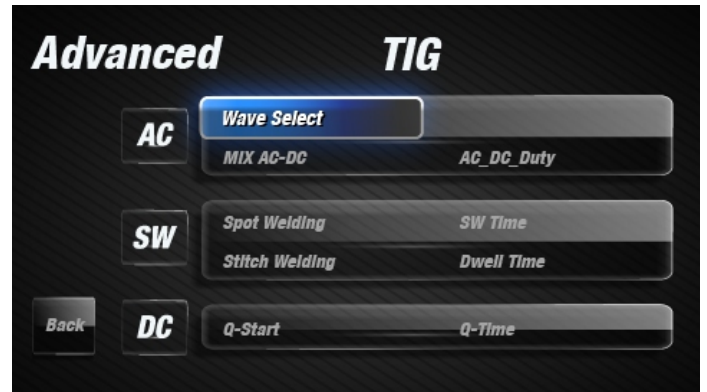 Advanced TIG
AC
Wave Select
MIX AC-DC AC_DC_Duty
SW
Spot Welding SW Time
Stitch Welding Dwell Time
Back
DC
Q-Start Q-Time